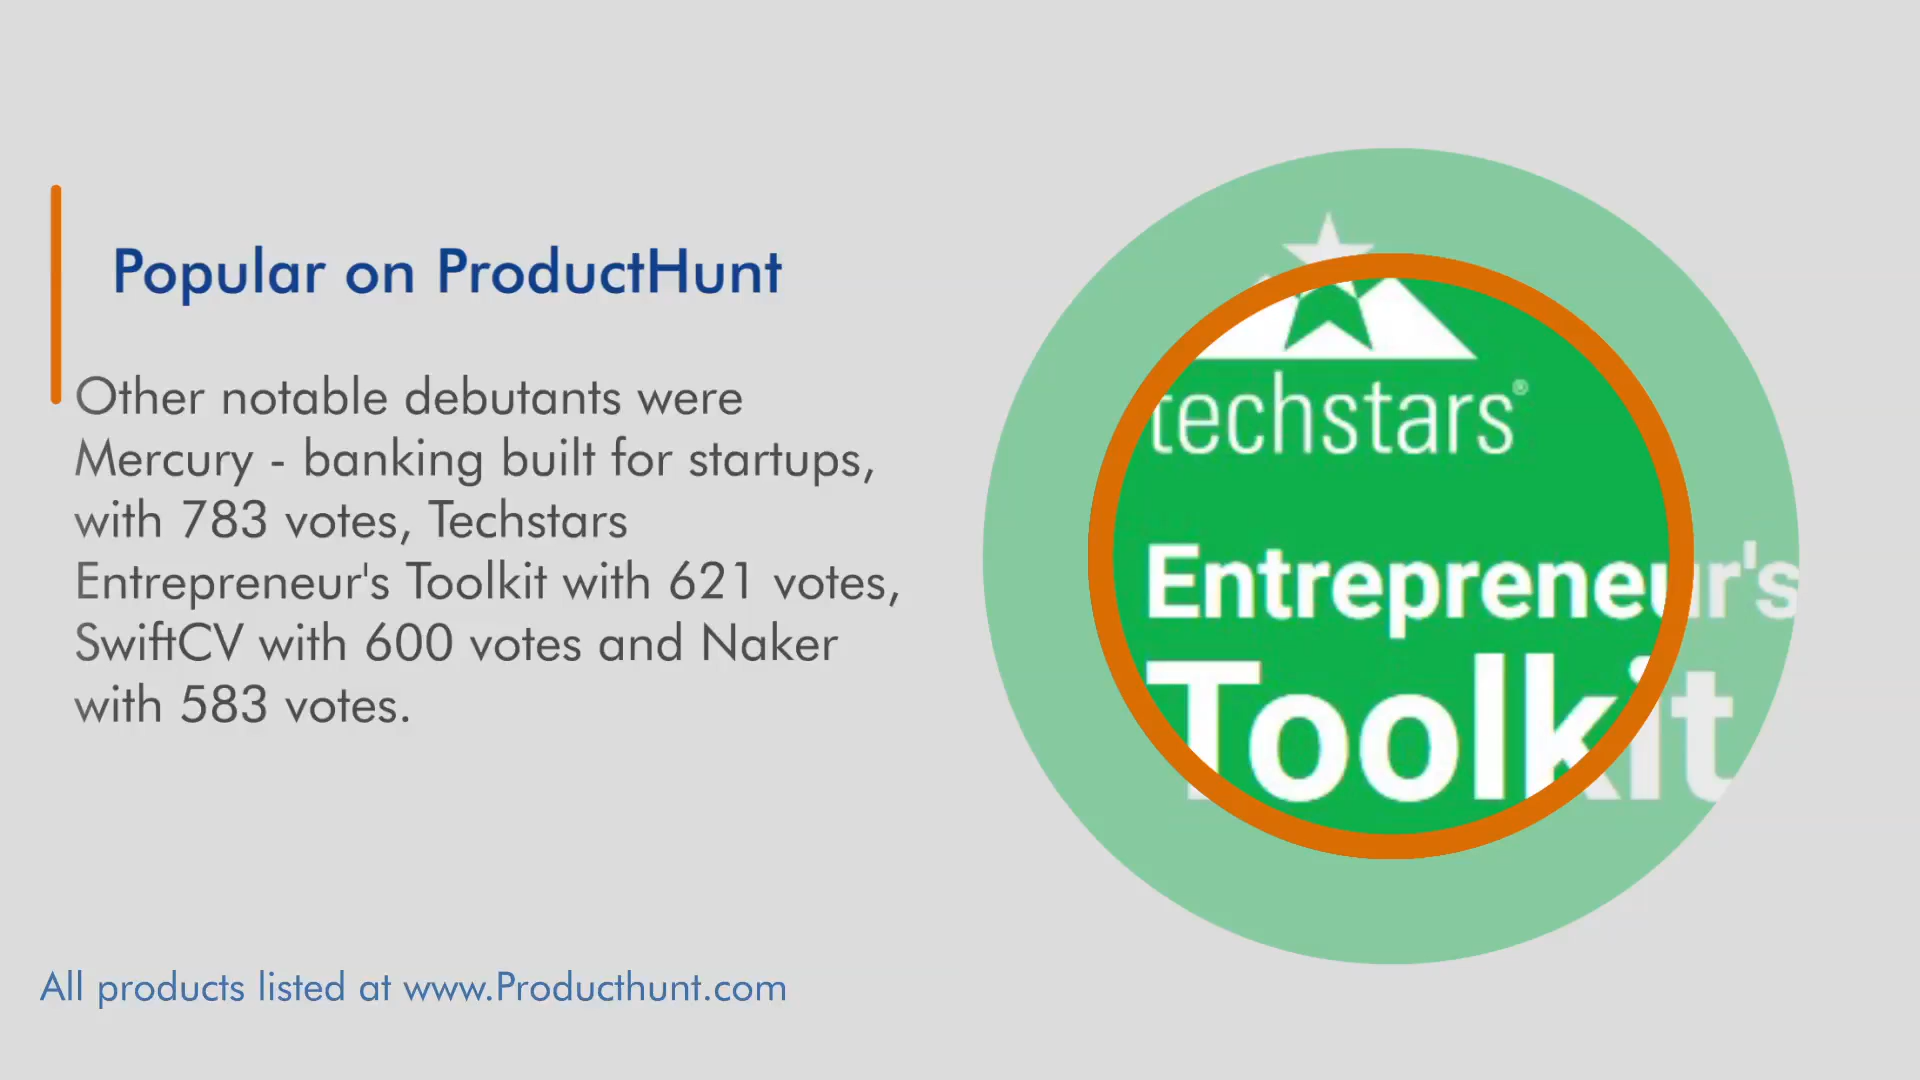 Popular on ProductHunt
Other notable debutants were
Mercury - banking built for startups,
with 783 votes, Techstars
Entrepreneur's Toolkit with 621 votes,
SwiftCV with 600 votes and Naker
with 583 votes.
All products listed at www.Producthunt.com
techstars®
Entrepreneur's
Toolkit